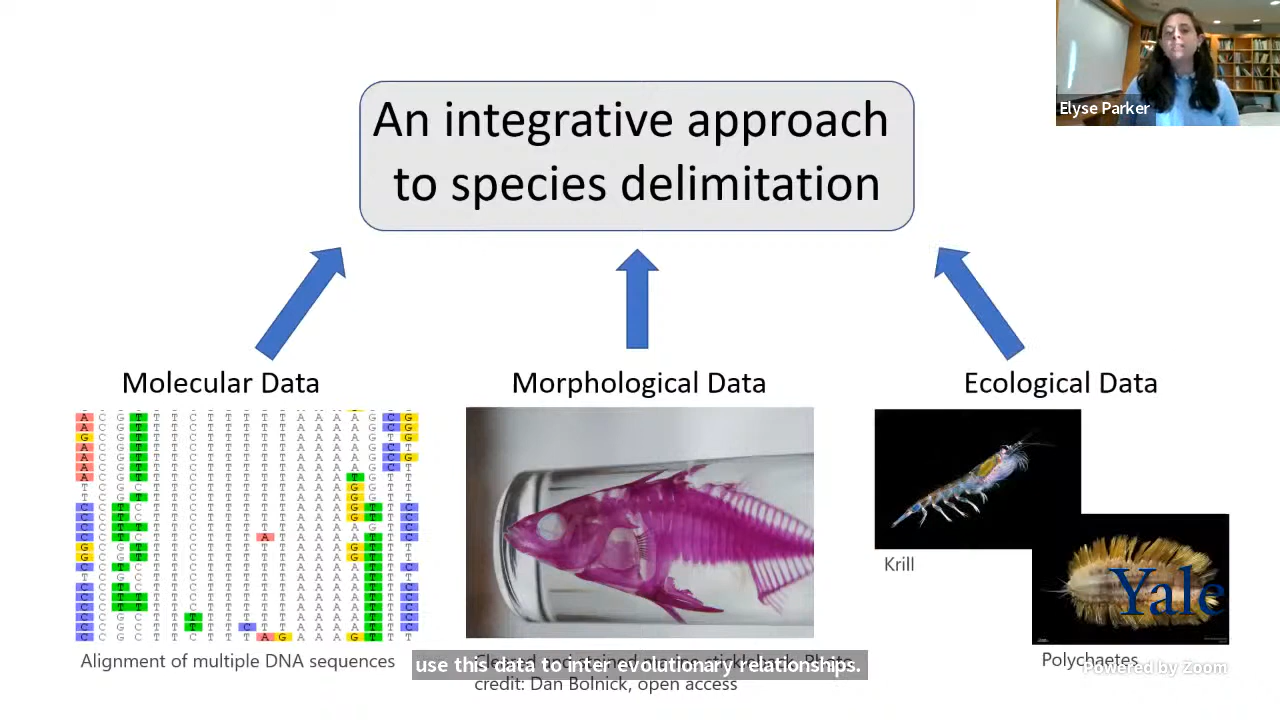 Elyse Parker
An integrative approach
to species delimitation
Molecular Data
Morphological Data
Ecological Data
Krill
Yale
Alignment of multiple DNA sequences
use this data to inter evolutionary relationships.
credit: Dan Bolnick, open access
Polychaetes
Powered by Zoom